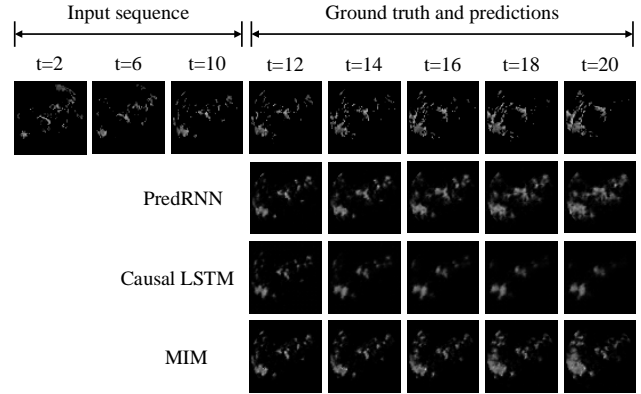 Input sequence
Ground truth and predictions
t=2 t=6 t=10 t=12 t=14 t=16 t=18 t=20
PredRNN
Causal LSTM
MIM